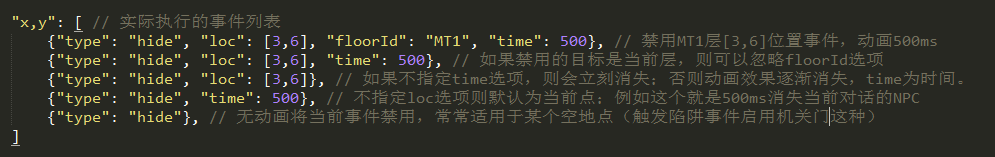 "x,y": [ // 实际执行的事件列表
{"type": "hide", "loc": [3,6], "floorId": "MT1", "time": 500}, // 禁用MT1层[3,6]位置事件，动画500ms
{"type": "hide", "loc": [3,6], "time": 500}, // 如果禁用的目标是当前层，则可以忽略floorId选项
{"type": "hide", "loc": [3,6]}, // 如果不指定time选项，则会立刻消失；否则动画效果逐渐消失，time为时间。
{"type": "hide", "time": 500}, // 不指定loc选项则默认为当前点；例如这个就是500ms消失当前对话的NPC
{"type": "hide"}, // 无动画将当前事件禁用，常常适用于某个空地点（触发陷阱事件启用机关门这种）
]